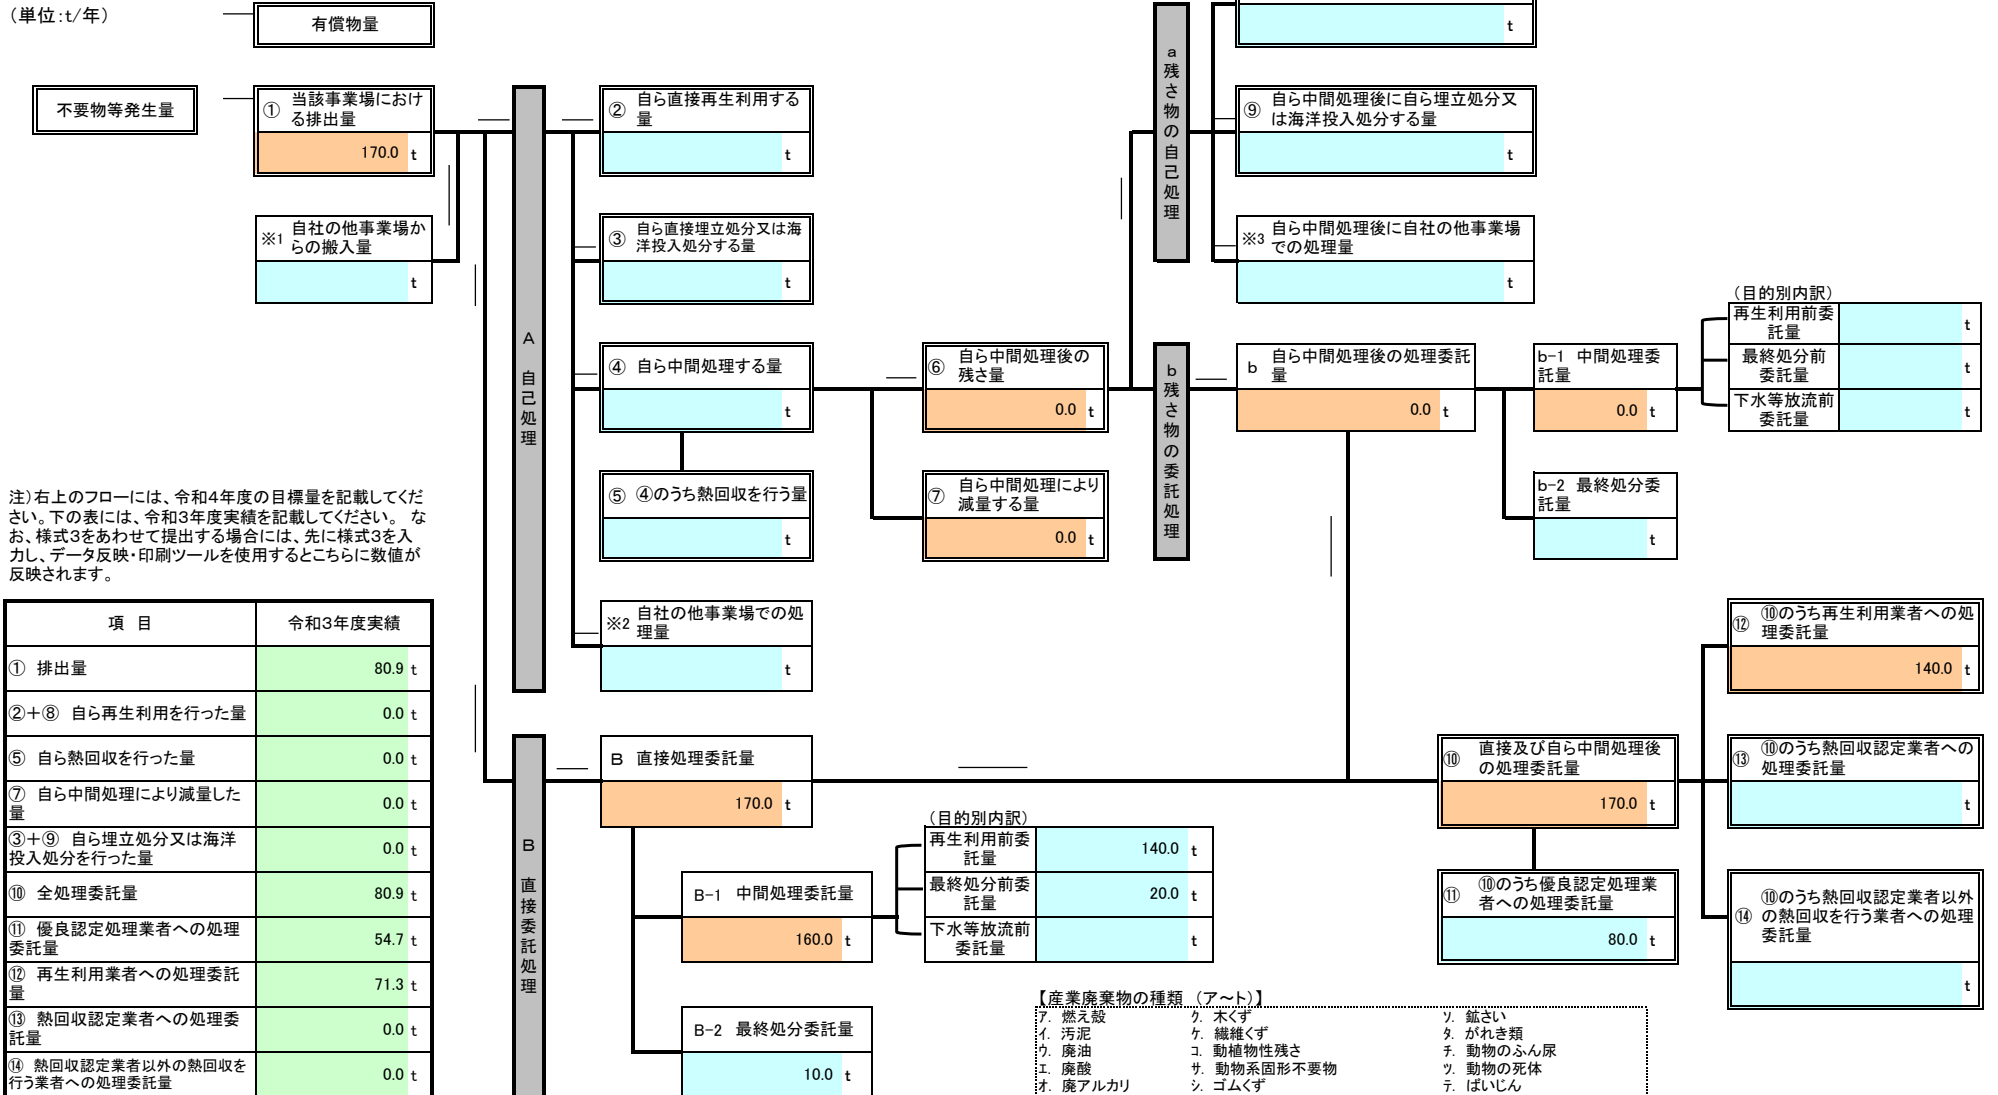 (単位:t/年)
有償物量
t
不要物等発生量
① 当該事業場におけ
る排出量
170.0 t
② 自ら直接再生利用する
量
t
a 残さ物の自己処理
⑨ 自ら中間処理後に自ら埋立処分又
は海洋投入処分する量
t
※1 自社の他事業場か
らの搬入量
t
③ 自ら直接埋立処分又は海
洋投入処分する量
t
※3 自ら中間処理後に自社の他事業場
での処理量
t
A 自己処理
④ 自ら中間処理する量
t
⑥ 自ら中間処理後の
残さ量
0.0 t
b 残さ物の委託処理
b 自ら中間処理後の処理委託
量
0.0 t
b-1 中間処理委
託量
0.0 t
(目的別内訳)
再生利用前委
託量
t
最終処分前
委託量
t
下水等放流前
委託量
t
⑤ ④のうち熱回収を行う量
t
⑦ 自ら中間処理により
減量する量
0.0 t
b-2 最終処分委
託量
t
注)右上のフローには、令和4年度の目標量を記載してくだ
さい。下の表には、令和3年度実績を記載してください。 な
お、様式3をあわせて提出する場合には、先に様式3を入
力し、データ反映・印刷ツールを使用するとこちらに数値が
反映されます。
※2 自社の他事業場での処
理量
t
項 目 令和3年度実績
① 排出量 80.9 t
②+⑧ 自ら再生利用を行った量 0.0 t
⑤ 自ら熱回収を行った量 0.0 t
⑦ 自ら中間処理により減量した
量 0.0 t
③+⑨ 自ら埋立処分又は海洋
投入処分を行った量 0.0 t
⑩ 全処理委託量 80.9 t
⑪ 優良認定処理業者への処理
委託量 54.7 t
⑫ 再生利用業者への処理委託
量 71.3 t
⑬ 熱回収認定業者への処理委
託量 0.0 t
⑭ 熱回収認定業者以外の熱回収を
行う業者への処理委託量 0.0 t
B 直接委託処理
B 直接処理委託量
170.0 t
B-1 中間処理委託量
160.0 t
(目的別内訳)
再生利用前委
託量
140.0 t
最終処分前委
託量
20.0 t
下水等放流前
委託量
t
B-2 最終処分委託量
10.0 t
⑩ 直接及び自ら中間処理後
の処理委託量
170.0 t
⑪ ⑩のうち優良認定処理業
者への処理委託量
80.0 t
⑫ ⑩のうち再生利用業者への処
理委託量
140.0 t
⑬ ⑩のうち熱回収認定業者への
処理委託量
t
⑭ ⑩のうち熱回収認定業者以外
の熱回収を行う業者への処理
委託量
t
【産業廃棄物の種類 (ア~ト)】
ア. 燃え殻 ク. 木くず ソ. 鉱さい
イ. 汚泥 ケ. 繊維くず タ. がれき類
ウ. 廃油 コ. 動植物性残さ チ. 動物のふん尿
エ. 廃酸 サ. 動物系固形不要物 ツ. 動物の死体
オ. 廃アルカリ シ. ゴムくず テ. ばいじん